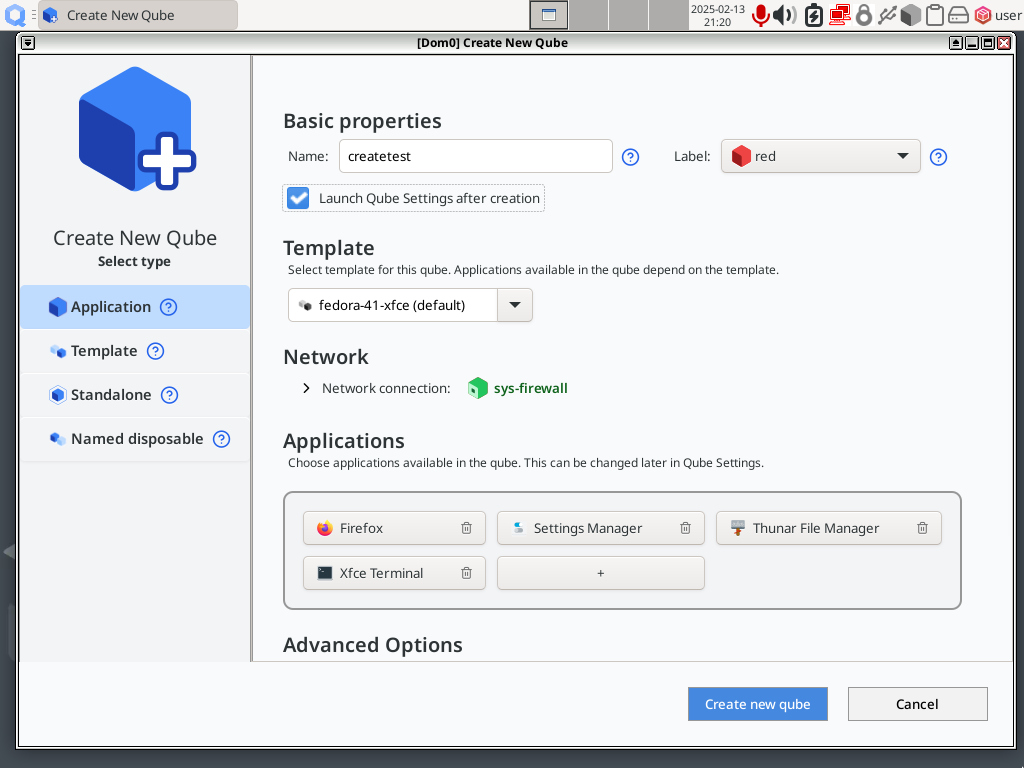 Create New Qube
2025-02-13
21:20
user
[Dom0] Create New Qube
Create New Qube
Select type
Application
Template
Standalone
Named disposable
Basic properties
Name: createtest
Label: red
Launch Qube Settings after creation
Template
Select template for this qube. Applications available in the qube depend on the template.
fedora-41-xfce (default)
Network
Network connection: sys-firewall
Applications
Choose applications available in the qube. This can be changed later in Qube Settings.
Firefox Settings Manager Thunar File Manager
Xfce Terminal +
Advanced Options
Create new qube Cancel